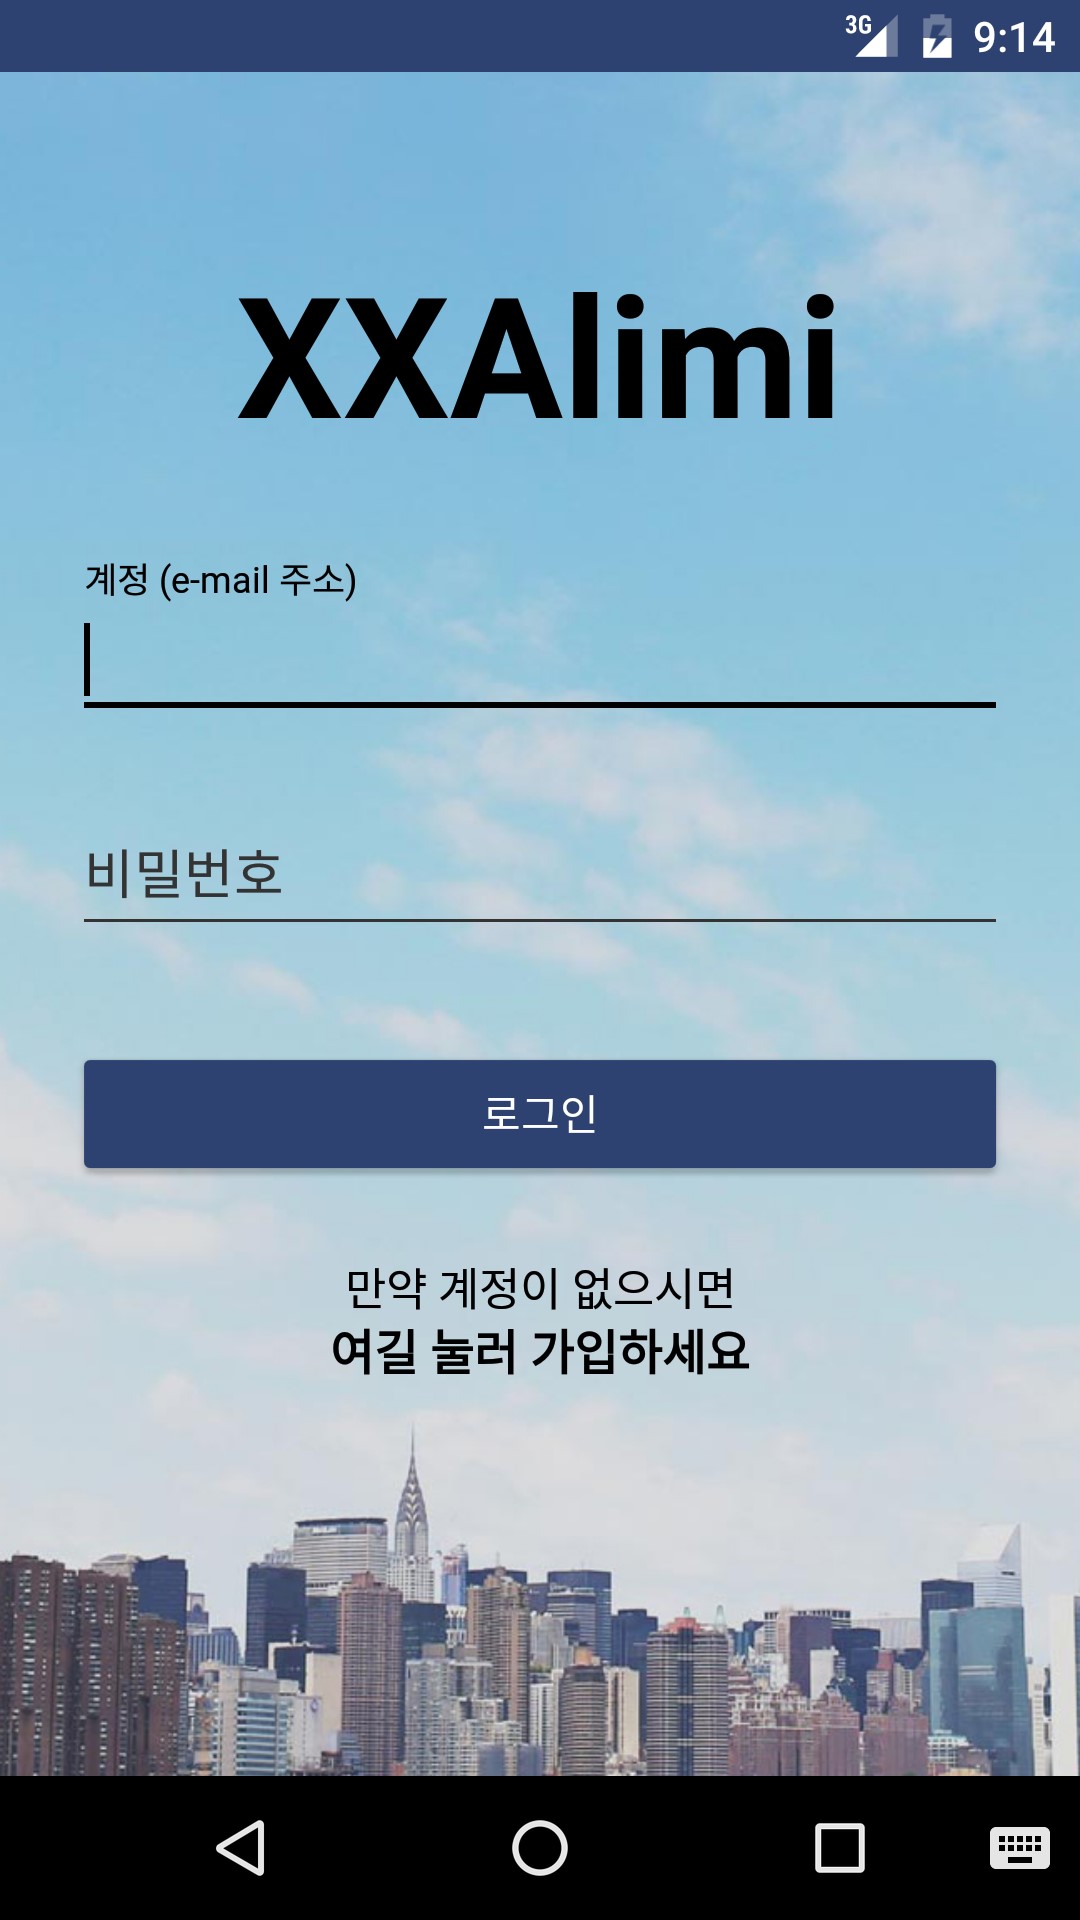 3G 9:14
XXAlimi
계정 (e-mail 주소)
비밀번호
로그인
만약 계정이 없으시면
여길 눌러 가입하세요